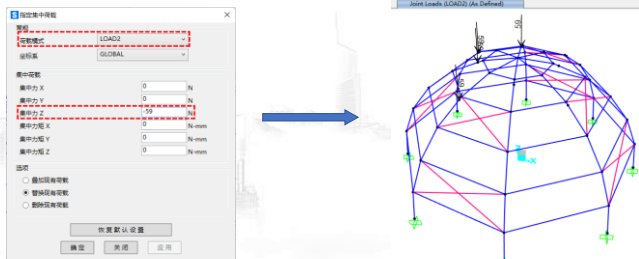 指定集中荷载
常规
荷载模式
LOAD2
坐标系
GLOBAL
集中荷载
集中力 X
0
N
集中力 Y
0
N
集中力 Z
-59
N
集中力矩 X
0
N-mm
集中力矩 Y
0
N-mm
集中力矩 Z
0
N-mm
选项
叠加现有荷载
替换现有荷载
删除现有荷载
恢复默认设置
确定
关闭
应用
Joint Loads (LOAD2) (As Defined)
59
X